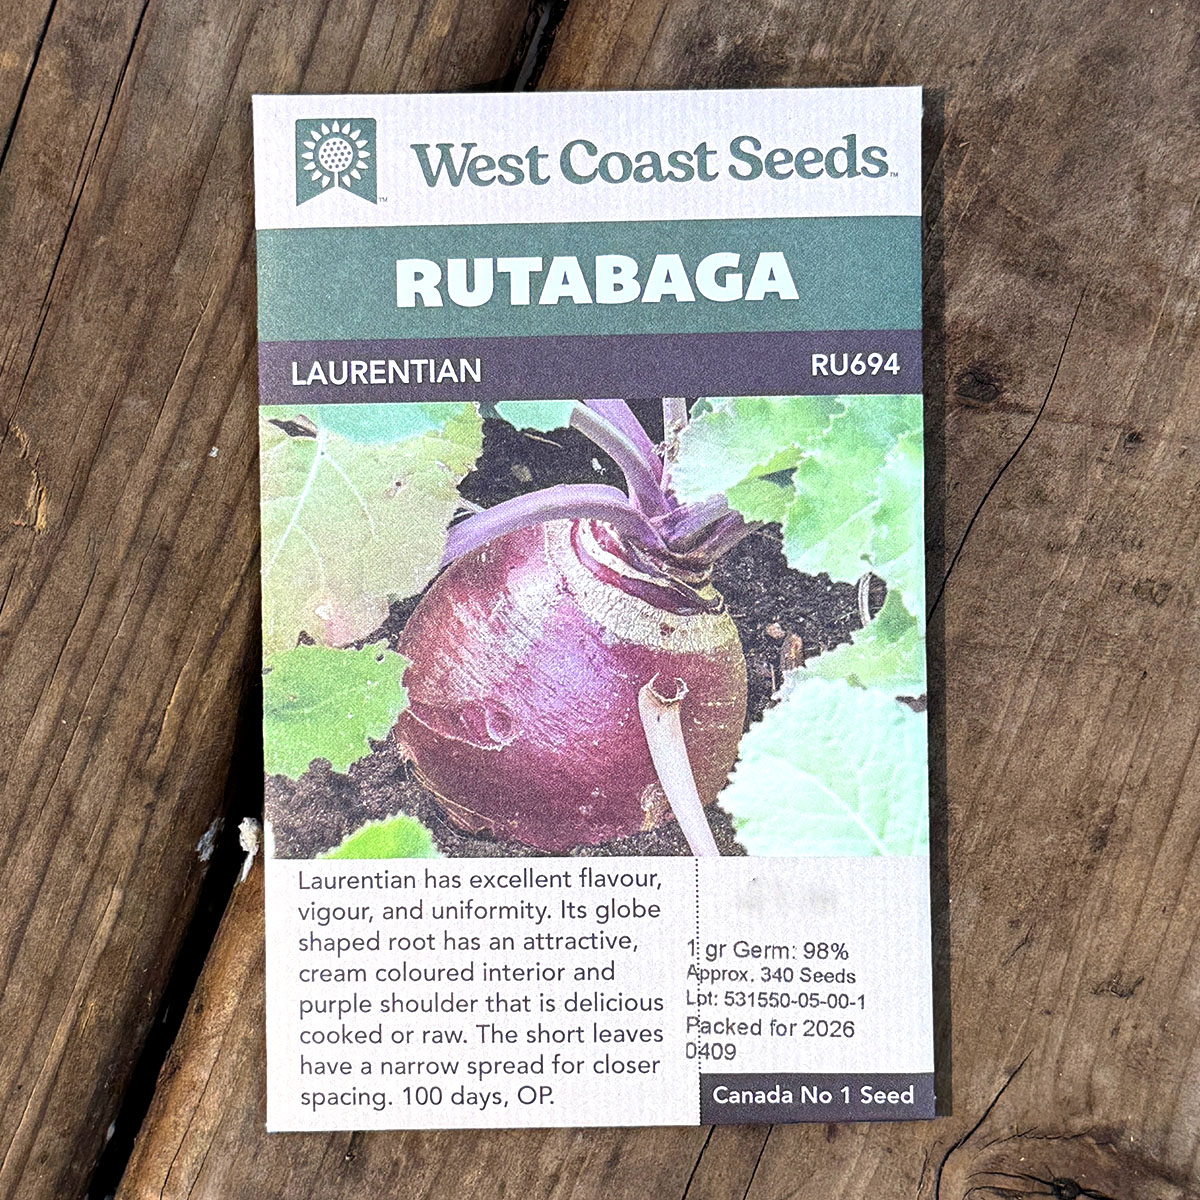 West Coast Seeds™
™
RUTABAGA
LAURENTIAN
RU694
Laurentian has excellent flavour,
vigour, and uniformity. Its globe
shaped root has an attractive,
cream coloured interior and
purple shoulder that is delicious
cooked or raw. The short leaves
have a narrow spread for closer
spacing. 100 days, OP.
1 gr Germ: 98%
Approx. 340 Seeds
Lot: 531550-05-00-1
Packed for 2026
0409
Canada No 1 Seed